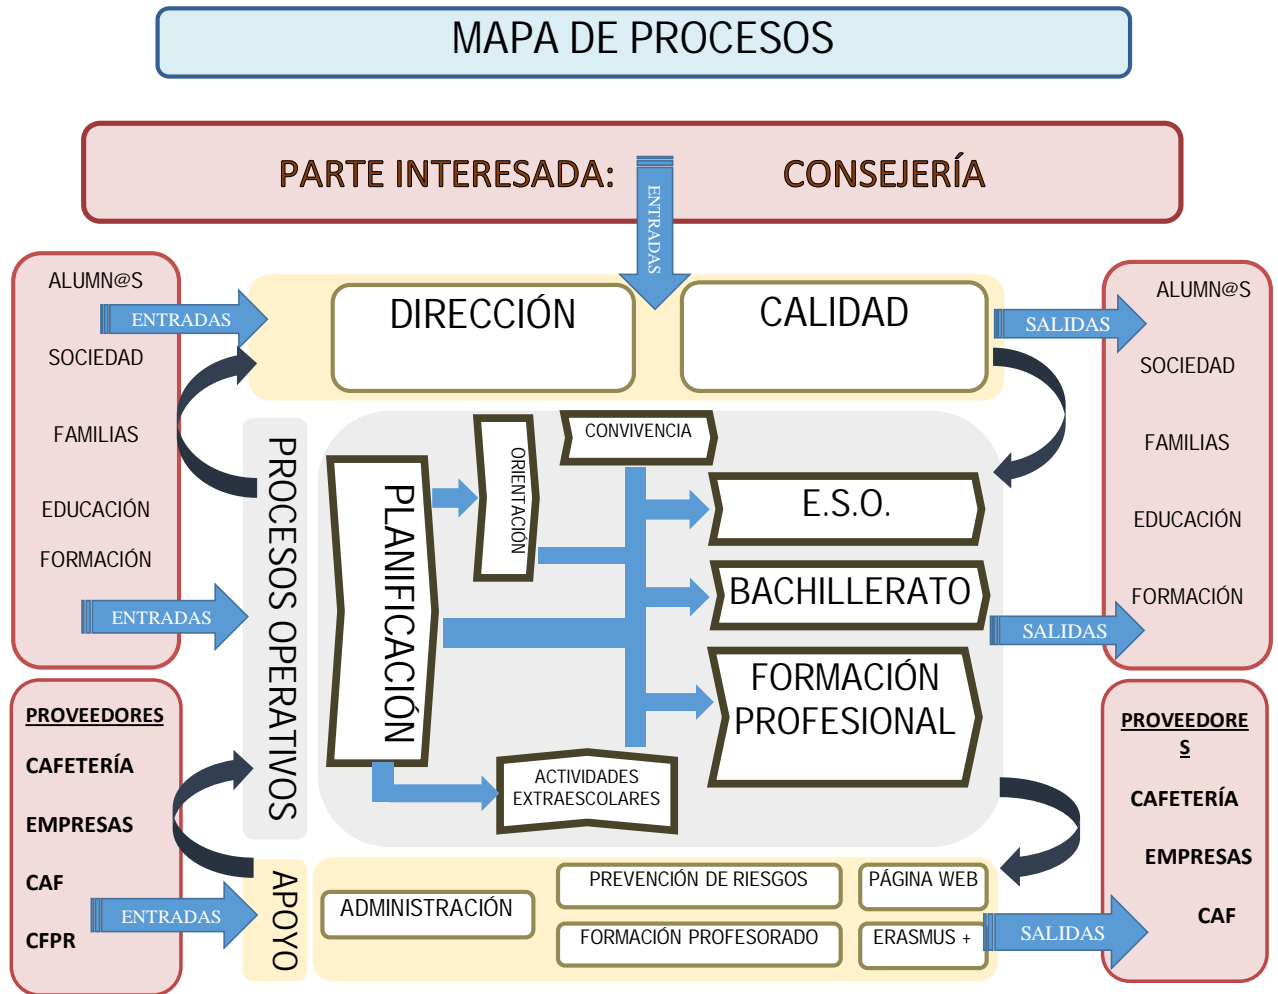 MAPA DE PROCESOS
PARTE INTERESADA: CONSEJERÍA
ENTRADAS
ALUMN@S
ENTRADAS
SOCIEDAD
FAMILIAS
EDUCACIÓN
FORMACIÓN
ENTRADAS
DIRECCIÓN
CALIDAD
SALIDAS
ALUMN@S
SOCIEDAD
FAMILIAS
EDUCACIÓN
FORMACIÓN
SALIDAS
PROCESOS OPERATIVOS
PLANIFICACIÓN
ORIENTACIÓN
CONVIVENCIA
E.S.O.
BACHILLERATO
FORMACIÓN
PROFESIONAL
ACTIVIDADES
EXTRAESCOLARES
PROVEEDORES
CAFETERÍA
EMPRESAS
CAF
CFPR
ENTRADAS
APOYO
ADMINISTRACIÓN
PREVENCIÓN DE RIESGOS
FORMACIÓN PROFESORADO
PÁGINA WEB
ERASMUS +
SALIDAS
PROVEEDORE
S
CAFETERÍA
EMPRESAS
CAF